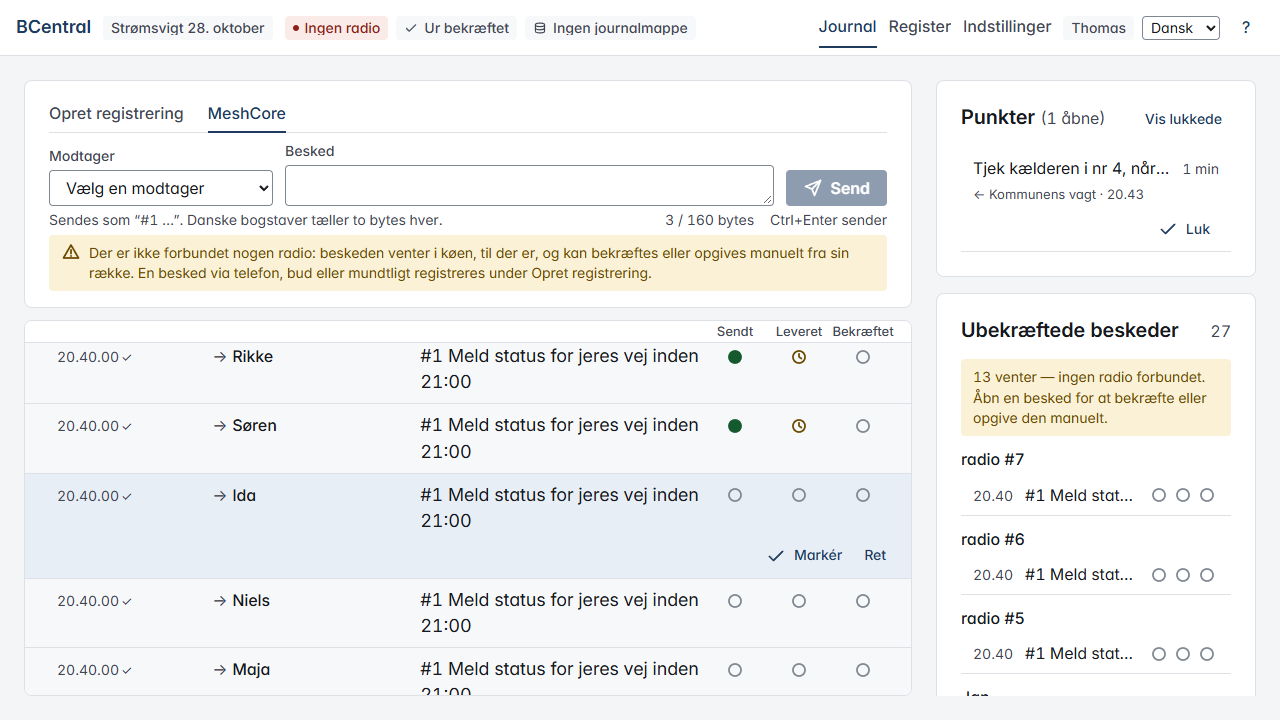 BCentral
Strømsvigt 28. oktober
Ingen radio
Ur bekræftet
Ingen journalmappe
Journal
Register
Indstillinger
Thomas
Dansk
?
Opret registrering
MeshCore
Modtager
Besked
Vælg en modtager
Send
Sendes som “#1 …”. Danske bogstaver tæller to bytes hver.
3 / 160 bytes
Ctrl+Enter sender
Der er ikke forbundet nogen radio: beskeden venter i køen, til der er, og kan bekræftes eller opgives manuelt fra sin
række. En besked via telefon, bud eller mundtligt registreres under Opret registrering.
Sendt
Leveret
Bekræftet
20.40.00 ✓
→ Rikke
#1 Meld status for jeres vej inden
21:00
20.40.00 ✓
→ Søren
#1 Meld status for jeres vej inden
21:00
20.40.00 ✓
→ Ida
#1 Meld status for jeres vej inden
21:00
Markér
Ret
20.40.00 ✓
→ Niels
#1 Meld status for jeres vej inden
21:00
20.40.00 ✓
→ Maja
#1 Meld status for jeres vej inden
21:00
Punkter (1 åbne)
Vis lukkede
Tjek kælderen i nr 4, når…
1 min
← Kommunens vagt · 20.43
Luk
Ubekræftede beskeder
27
13 venter — ingen radio forbundet.
Åbn en besked for at bekræfte eller
opgive den manuelt.
radio #7
20.40 #1 Meld stat…
radio #6
20.40 #1 Meld stat…
radio #5
20.40 #1 Meld stat…